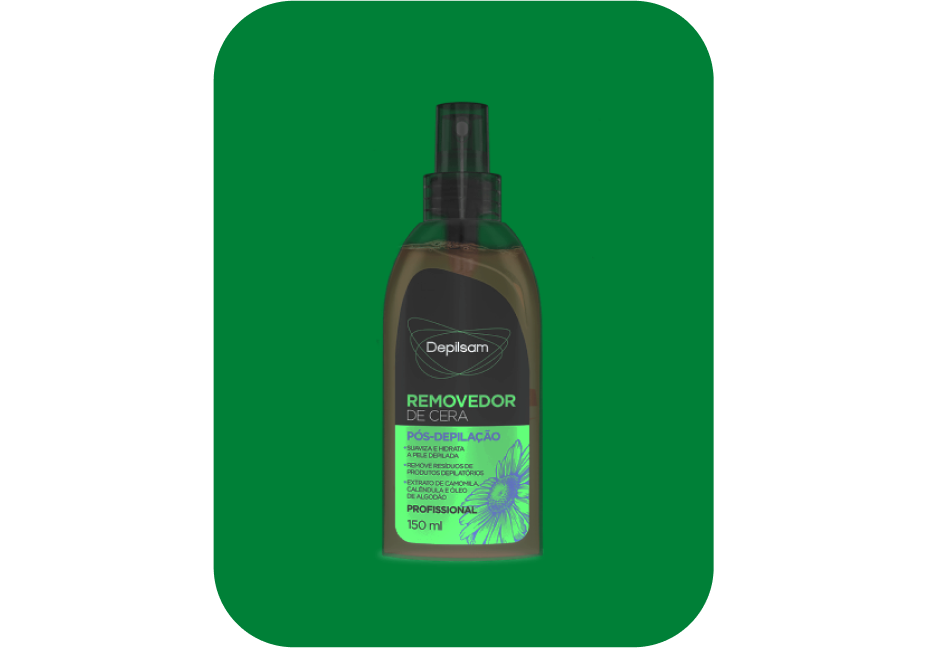 Depilsam
REMOVEDOR
DE CERA
PÓS-DEPILAÇÃO
• SUAVIZA E HIDRATA
A PELE DEPILADA
• REMOVE RESÍDUOS DE
PRODUTOS DEPILATÓRIOS
• EXTRATO DE CAMOMILA,
CALÊNDULA E ÓLEO
DE ALGODÃO
PROFISSIONAL
150 ml